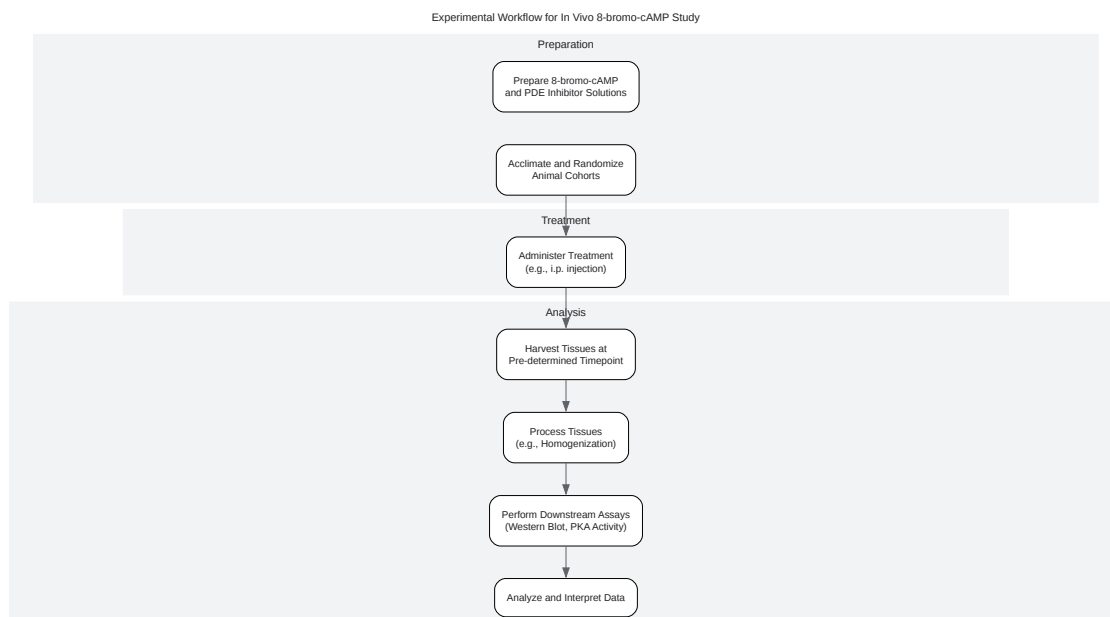 Experimental Workflow for In Vivo 8-bromo-cAMP Study
Preparation
Prepare 8-bromo-cAMP
and PDE Inhibitor Solutions
Acclimate and Randomize
Animal Cohorts
Treatment
Administer Treatment
(e.g., i.p. injection)
Analysis
Harvest Tissues at
Pre-determined Timepoint
Process Tissues
(e.g., Homogenization)
Perform Downstream Assays
(Western Blot, PKA Activity)
Analyze and Interpret Data